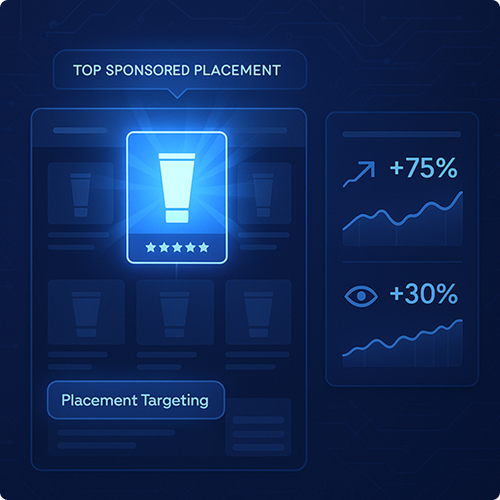 TOP SPONSORED PLACEMENT
+75%
+30%
Placement Targeting